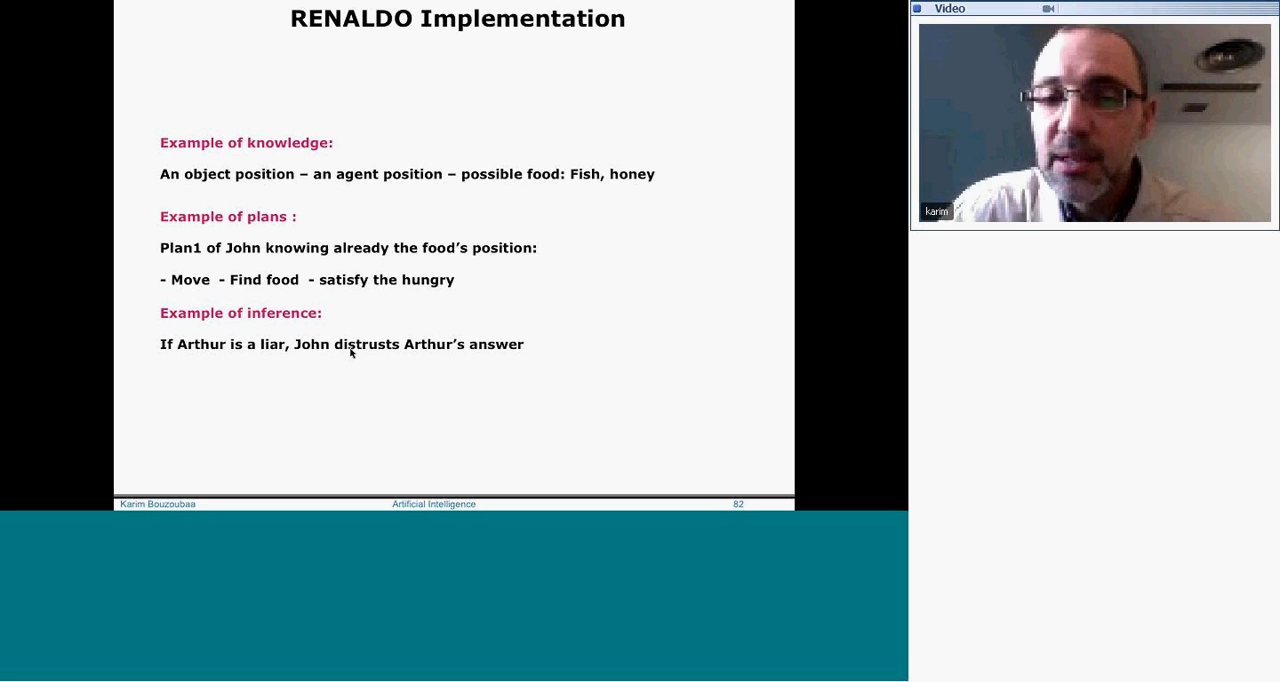 RENALDO Implementation
Example of knowledge:
An object position – an agent position – possible food: Fish, honey
Example of plans :
Plan1 of John knowing already the food’s position:
- Move - Find food - satisfy the hungry
Example of inference:
If Arthur is a liar, John distrusts Arthur’s answer
Karim Bouzoubaa Artificial Intelligence 82
Video
karim